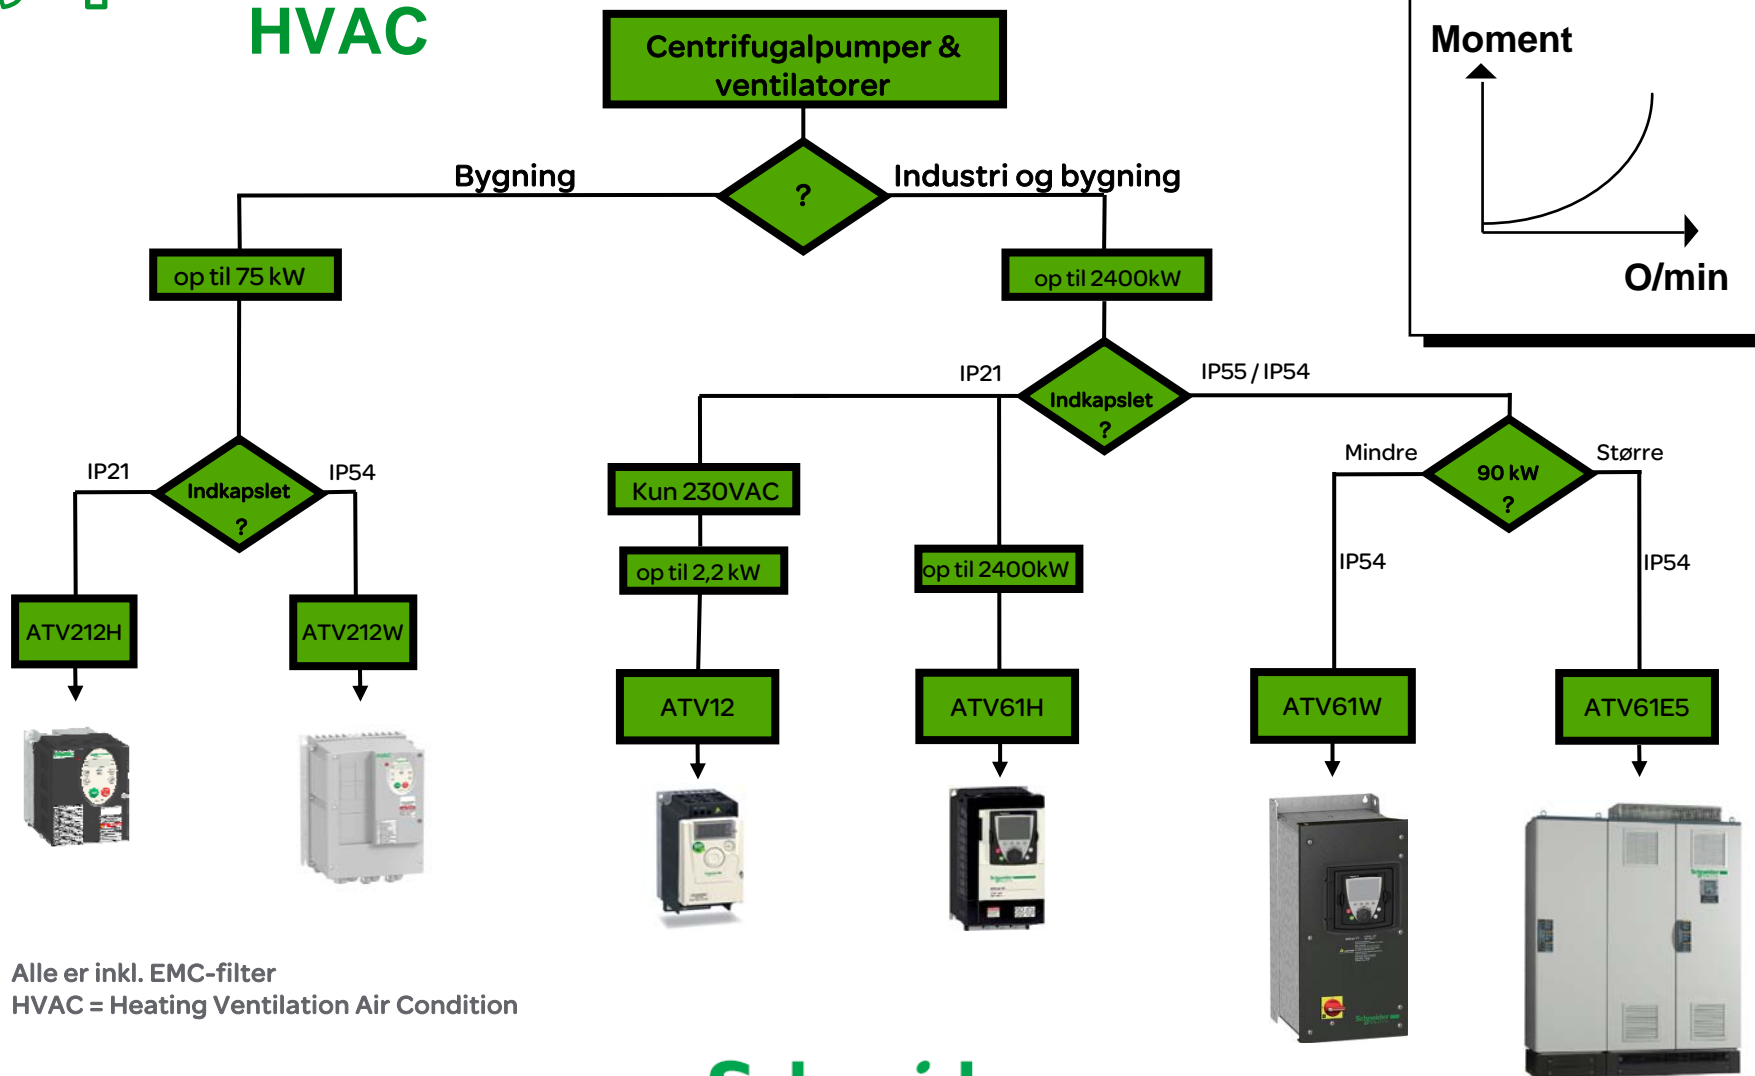 HVAC
Centrifugalpumper &
ventilatorer
Moment
O/min
Bygning
?
Industri og bygning
op til 75 kW
op til 2400kW
IP21
Indkapslet
?
IP55 / IP54
IP21
Indkapslet
?
IP54
Kun 230VAC
Mindre
90 kW
?
Større
op til 2,2 kW
op til 2400kW
IP54
IP54
ATV212H
ATV212W
ATV12
ATV61H
ATV61W
ATV61E5
Alle er inkl. EMC-filter
HVAC = Heating Ventilation Air Condition